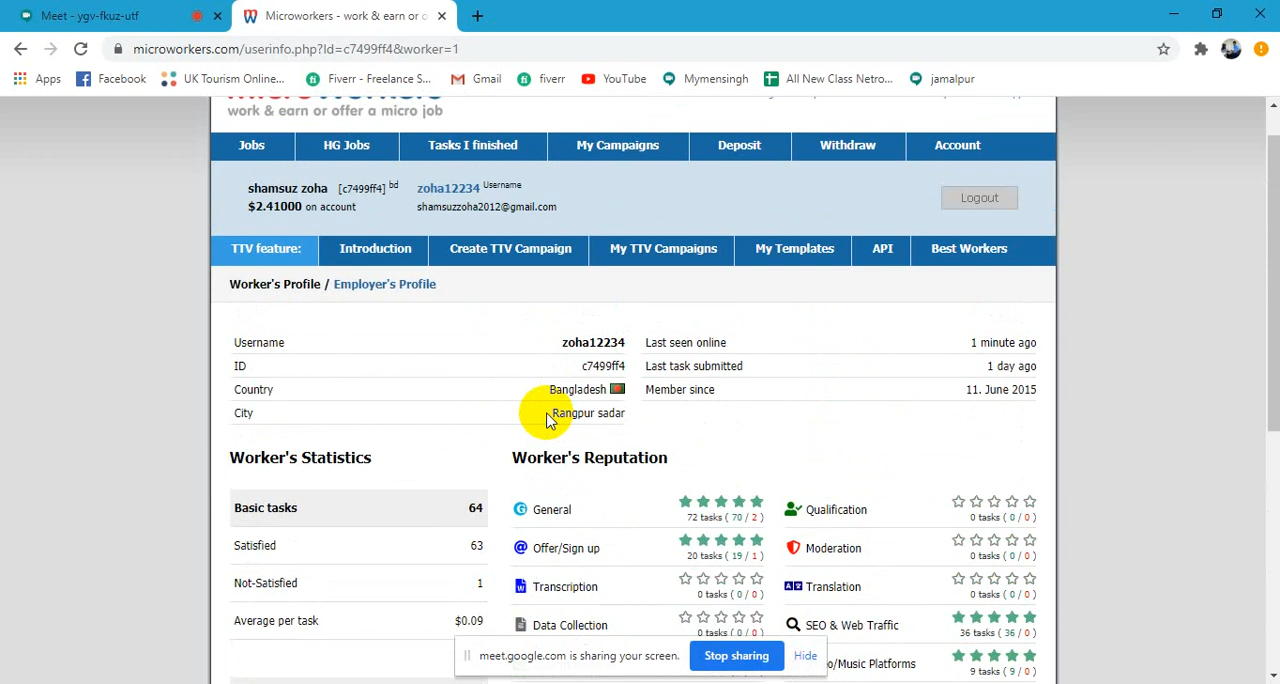 Meet - ygv-fkuz-utf
Microworkers - work & earn or o
microworkers.com/userinfo.php?Id=c7499ff4&worker=1
Apps Facebook UK Tourism Online... Fiverr - Freelance S... Gmail fiverr YouTube Mymensingh All New Class Netro... jamalpur
work & earn or offer a micro job
Jobs HG Jobs Tasks I finished My Campaigns Deposit Withdraw Account
shamsuz zoha [c7499ff4] bd zoha12234 Username
$2.41000 on account shamsuzzoha2012@gmail.com
Logout
TTV feature: Introduction Create TTV Campaign My TTV Campaigns My Templates API Best Workers
Worker's Profile / Employer's Profile
Username zoha12234 Last seen online 1 minute ago
ID c7499ff4 Last task submitted 1 day ago
Country Bangladesh Member since 11. June 2015
City Rangpur sadar
Worker's Statistics Worker's Reputation
Basic tasks 64
Satisfied 63
Not-Satisfied 1
Average per task $0.09
General 72 tasks ( 70 / 2 ) Qualification 0 tasks ( 0 / 0 )
Offer/Sign up 20 tasks ( 19 / 1 ) Moderation 0 tasks ( 0 / 0 )
Transcription 0 tasks ( 0 / 0 ) Translation 0 tasks ( 0 / 0 )
Data Collection 0 tasks ( 0 / 0 ) SEO & Web Traffic 36 tasks ( 36 / 0 )
o/Music Platforms 9 tasks ( 9 / 0 )
meet.google.com is sharing your screen. Stop sharing Hide